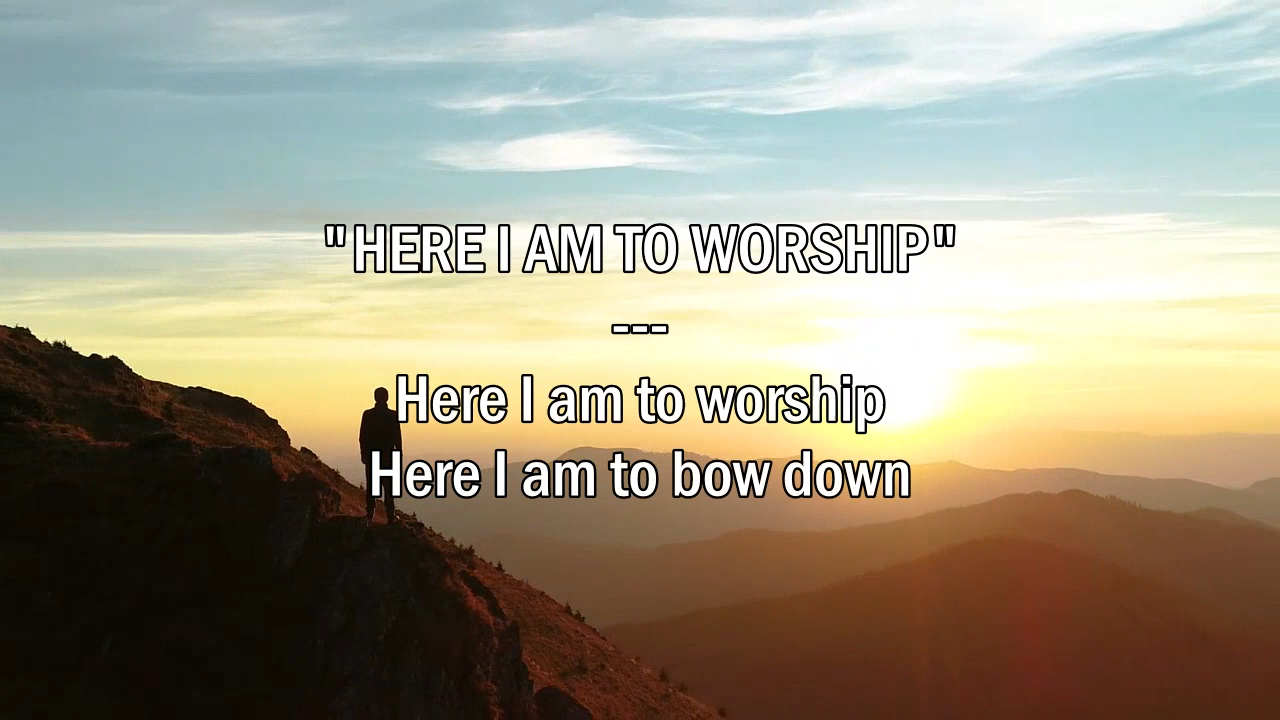 "HERE I AM TO WORSHIP"
---
Here I am to worship
Here I am to bow down